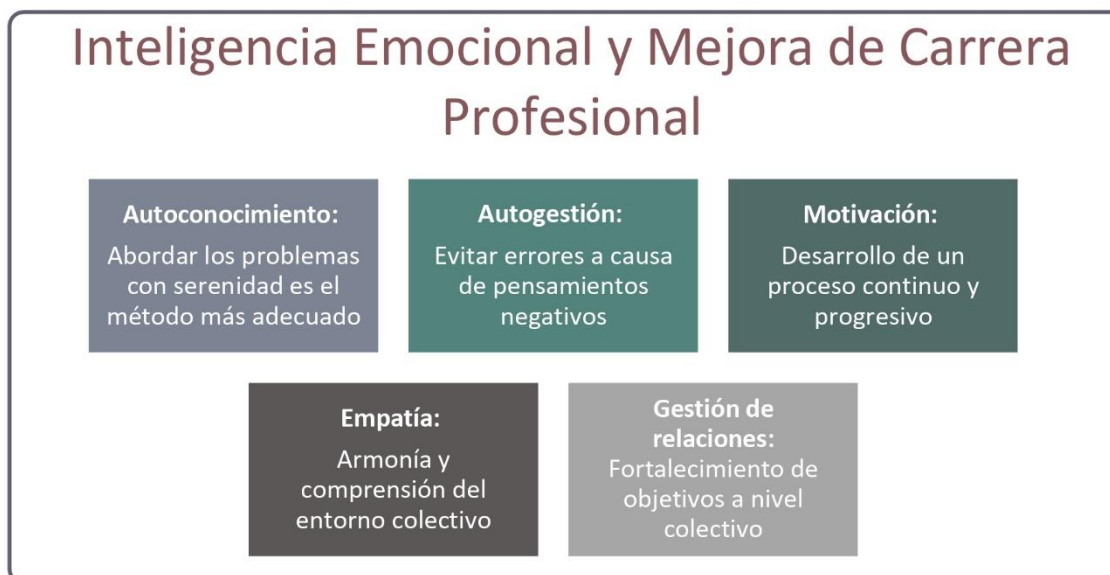 Inteligencia Emocional y Mejora de Carrera
Profesional
Autoconocimiento:
Abordar los problemas
con serenidad es el
método más adecuado
Autogestión:
Evitar errores a causa
de pensamientos
negativos
Motivación:
Desarrollo de un
proceso continuo y
progresivo
Empatía:
Armonía y
comprensión del
entorno colectivo
Gestión de
relaciones:
Fortalecimiento de
objetivos a nivel
colectivo